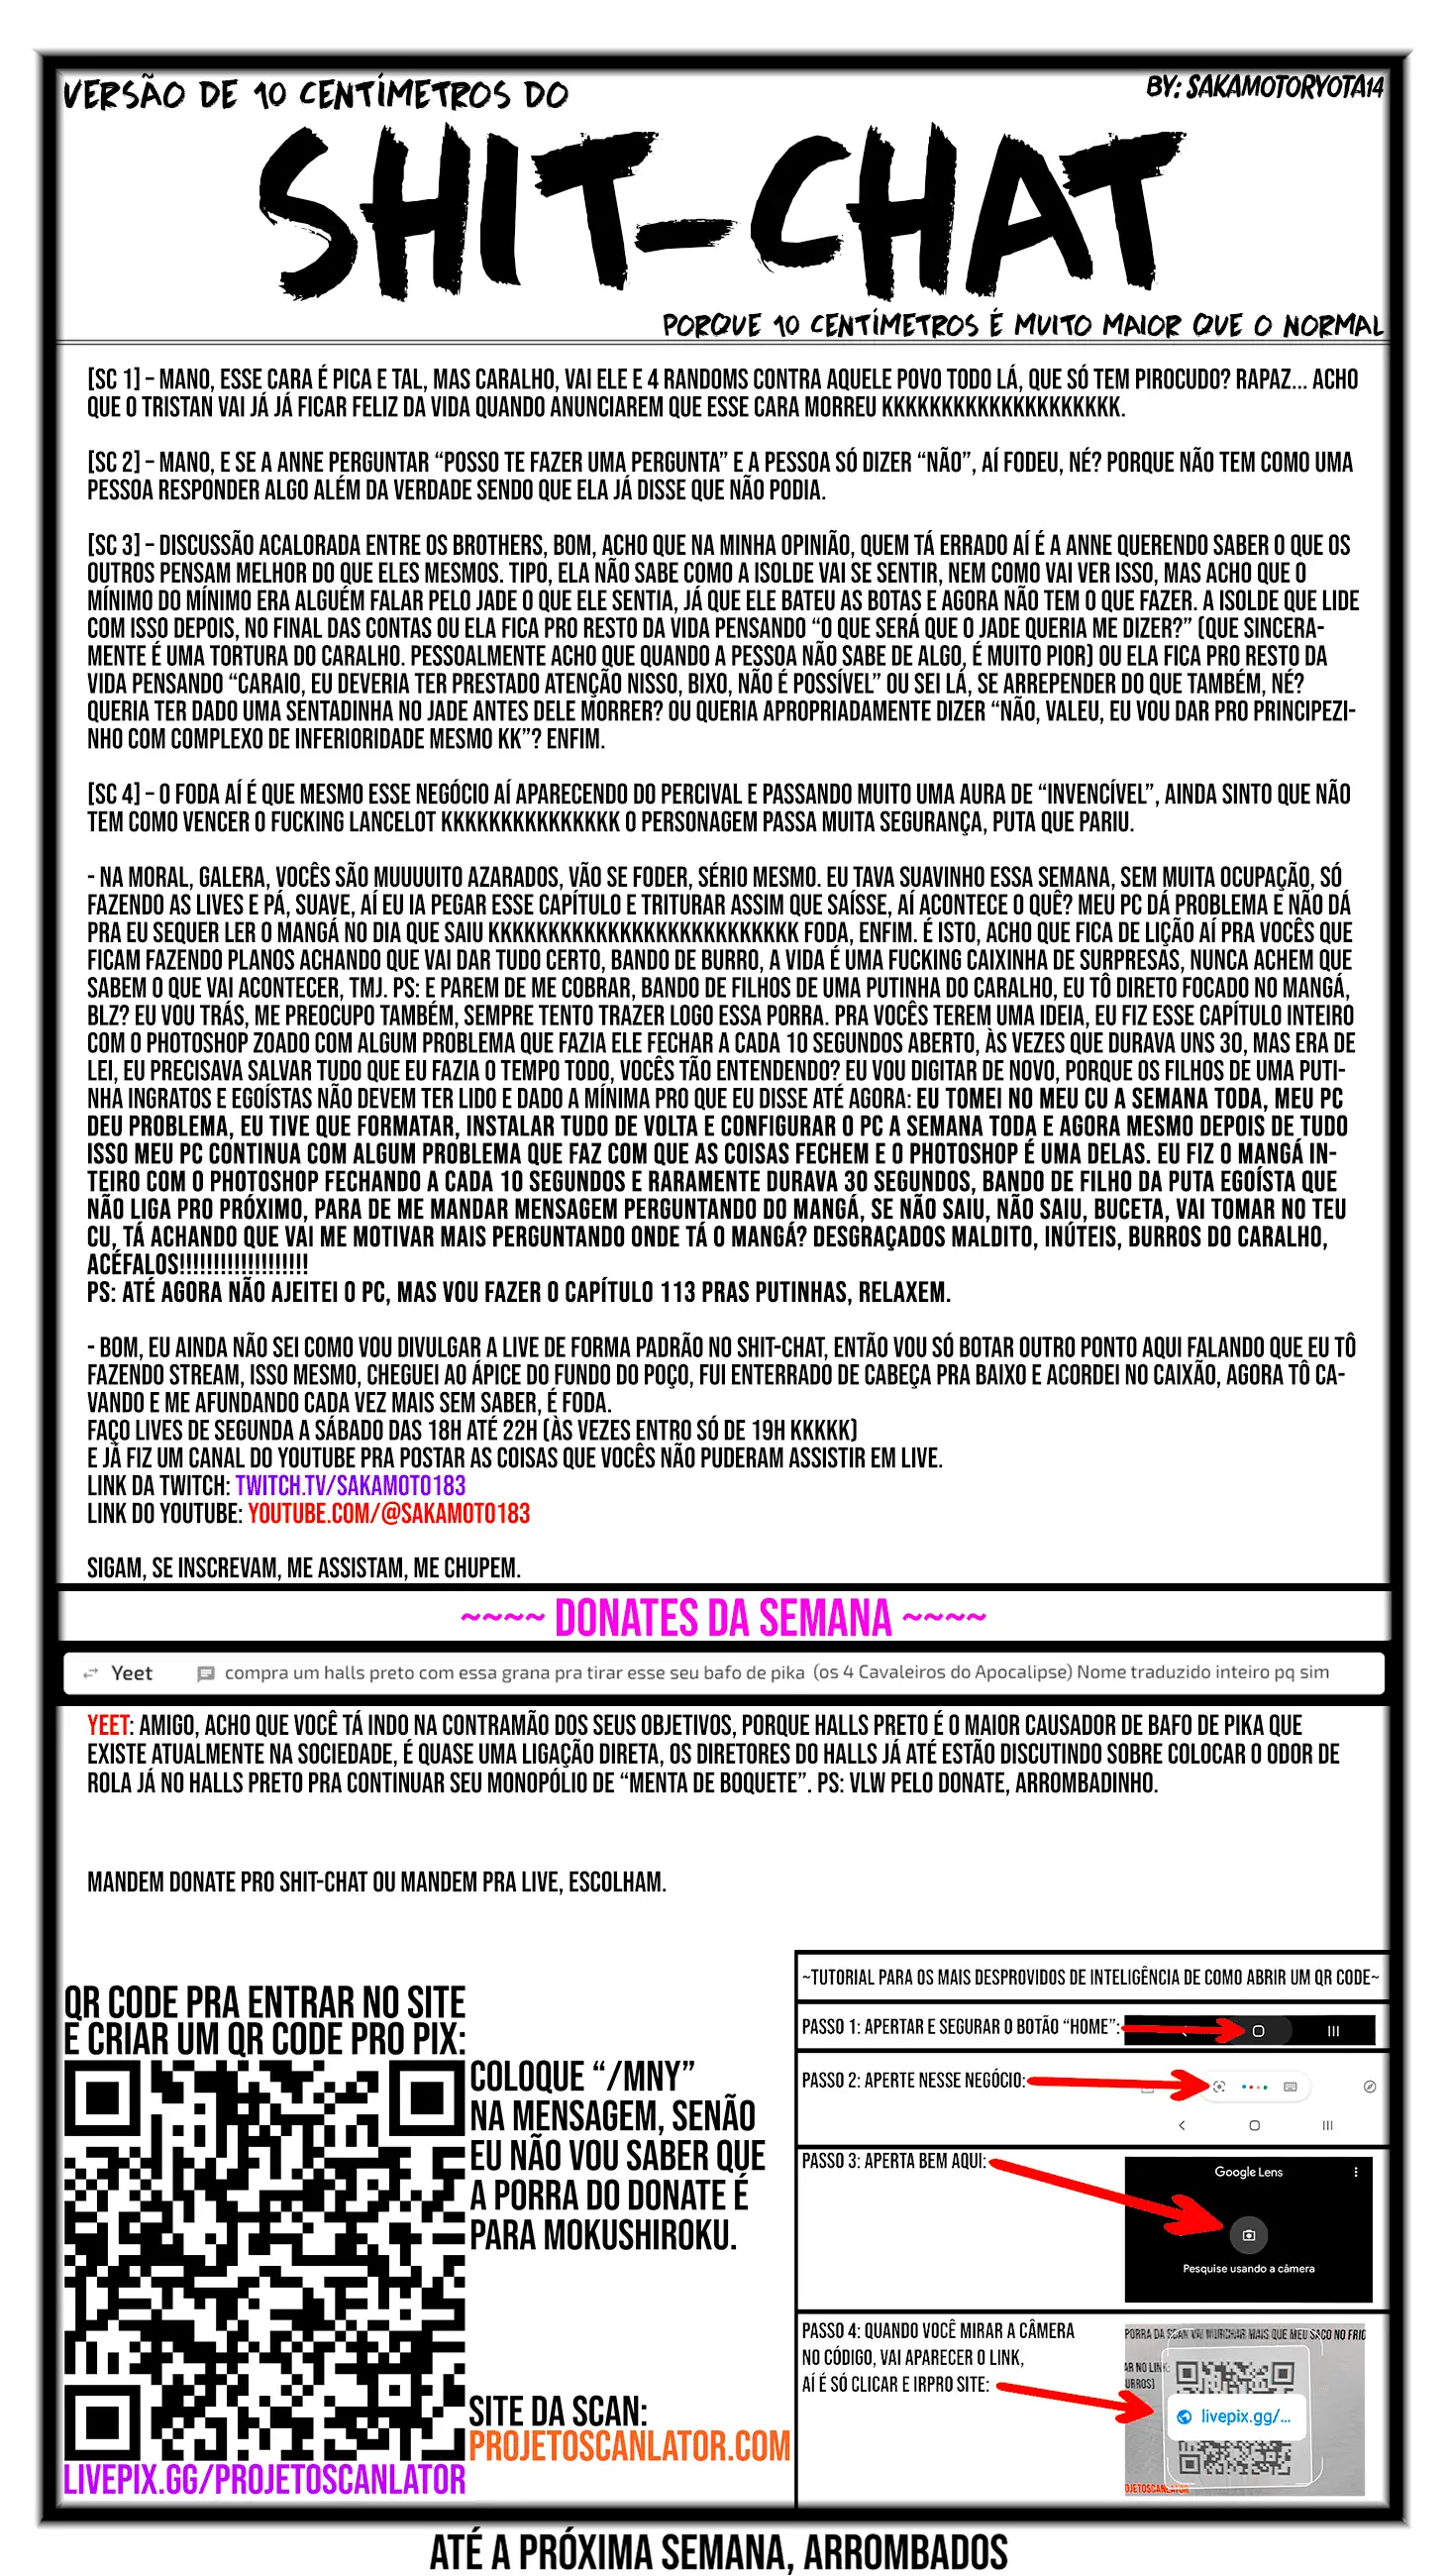 VERSÃO DE 10 CENTÍMETROS DO
BY: SAKAMOTORYOTA14
SHIT-CHAT
PORQUE 10 CENTÍMETROS É MUITO MAIOR QUE O NORMAL
[SC 1] – MANO, ESSE CARA É PICA E TAL, MAS CARALHO, VAI ELE E 4 RANDOMS CONTRA AQUELE POVO TODO LÁ, QUE SÓ TEM PIROCUDO? RAPAZ... ACHO
QUE O TRISTAN VAI JÁ JÁ FICAR FELIZ DA VIDA QUANDO ANUNCIAREM QUE ESSE CARA MORREU KKKKKKKKKKKKKKKKKKKK.
[SC 2] – MANO, E SE A ANNE PERGUNTAR “POSSO TE FAZER UMA PERGUNTA” E A PESSOA SÓ DIZER “NÃO”, AÍ FODEU, NÉ? PORQUE NÃO TEM COMO UMA
PESSOA RESPONDER ALGO ALÉM DA VERDADE SENDO QUE ELA JÁ DISSE QUE NÃO PODIA.
[SC 3] – DISCUSSÃO ACALORADA ENTRE OS BROTHERS, BOM, ACHO QUE NA MINHA OPINIÃO, QUEM TÁ ERRADO AÍ É A ANNE QUERENDO SABER O QUE OS
OUTROS PENSAM MELHOR DO QUE ELES MESMOS. TIPO, ELA NÃO SABE COMO A ISOLDE VAI SE SENTIR, NEM COMO VAI VER ISSO, MAS ACHO QUE O
MÍNIMO DO MÍNIMO ERA ALGUÉM FALAR PELO JADE O QUE ELE SENTIA, JÁ QUE ELE BATEU AS BOTAS E AGORA NÃO TEM O QUE FAZER. A ISOLDE QUE LIDE
COM ISSO DEPOIS, NO FINAL DAS CONTAS OU ELA FICA PRO RESTO DA VIDA PENSANDO “O QUE SERÁ QUE O JADE QUERIA ME DIZER?” (QUE SINCERA-
MENTE É UMA TORTURA DO CARALHO. PESSOALMENTE ACHO QUE QUANDO A PESSOA NÃO SABE DE ALGO, É MUITO PIOR) OU ELA FICA PRO RESTO DA
VIDA PENSANDO “CARAIO, EU DEVERIA TER PRESTADO ATENÇÃO NISSO, BIXO, NÃO É POSSÍVEL” OU SEI LÁ, SE ARREPENDER DO QUE TAMBÉM, NÉ?
QUERIA TER DADO UMA SENTADINHA NO JADE ANTES DELE MORRER? OU QUERIA APROPRIADAMENTE DIZER “NÃO, VALEU, EU VOU DAR PRO PRINCIPEZI-
NHO COM COMPLEXO DE INFERIORIDADE MESMO KK”? ENFIM.
[SC 4] – O FODA AÍ É QUE MESMO ESSE NEGÓCIO AÍ APARECENDO DO PERCIVAL E PASSANDO MUITO UMA AURA DE “INVENCÍVEL”, AINDA SINTO QUE NÃO
TEM COMO VENCER O FUCKING LANCELOT KKKKKKKKKKKKKKK O PERSONAGEM PASSA MUITA SEGURANÇA, PUTA QUE PARIU.
- NA MORAL, GALERA, VOCÊS SÃO MUUUUITO AZARADOS, VÃO SE FODER, SÉRIO MESMO. EU TAVA SUAVINHO ESSA SEMANA, SEM MUITA OCUPAÇÃO, SÓ
FAZENDO AS LIVES E PÁ, SUAVE, AÍ EU IA PEGAR ESSE CAPÍTULO E TRITURAR ASSIM QUE SAÍSSE, AÍ ACONTECE O QUÊ? MEU PC DÁ PROBLEMA E NÃO DÁ
PRA EU SEQUER LER O MANGÁ NO DIA QUE SAIU KKKKKKKKKKKKKKKKKKKKKKKKKK FODA, ENFIM. É ISTO, ACHO QUE FICA DE LIÇÃO AÍ PRA VOCÊS QUE
FICAM FAZENDO PLANOS ACHANDO QUE VAI DAR TUDO CERTO, BANDO DE BURRO, A VIDA É UMA FUCKING CAIXINHA DE SURPRESAS, NUNCA ACHEM QUE
SABEM O QUE VAI ACONTECER, TMJ. PS: E PAREM DE ME COBRAR, BANDO DE FILHOS DE UMA PUTINHA DO CARALHO, EU TÔ DIRETO FOCADO NO MANGÁ,
BLZ? EU VOU TRÁS, ME PREOCUPO TAMBÉM, SEMPRE TENTO TRAZER LOGO ESSA PORRA. PRA VOCÊS TEREM UMA IDEIA, EU FIZ ESSE CAPÍTULO INTEIRO
COM O PHOTOSHOP ZOADO COM ALGUM PROBLEMA QUE FAZIA ELE FECHAR A CADA 10 SEGUNDOS ABERTO, ÀS VEZES QUE DURAVA UNS 30, MAS ERA DE
LEI, EU PRECISAVA SALVAR TUDO QUE EU FAZIA O TEMPO TODO, VOCÊS TÃO ENTENDENDO? EU VOU DIGITAR DE NOVO, PORQUE OS FILHOS DE UMA PUTI-
NHA INGRATOS E EGOÍSTAS NÃO DEVEM TER LIDO E DADO A MÍNIMA PRO QUE EU DISSE ATÉ AGORA: EU TOMEI NO MEU CU A SEMANA TODA, MEU PC
DEU PROBLEMA, EU TIVE QUE FORMATAR, INSTALAR TUDO DE VOLTA E CONFIGURAR O PC A SEMANA TODA E AGORA MESMO DEPOIS DE TUDO
ISSO MEU PC CONTINUA COM ALGUM PROBLEMA QUE FAZ COM QUE AS COISAS FECHEM E O PHOTOSHOP É UMA DELAS. EU FIZ O MANGÁ IN-
TEIRO COM O PHOTOSHOP FECHANDO A CADA 10 SEGUNDOS E RARAMENTE DURAVA 30 SEGUNDOS, BANDO DE FILHO DA PUTA EGOÍSTA QUE
NÃO LIGA PRO PRÓXIMO, PARA DE ME MANDAR MENSAGEM PERGUNTANDO DO MANGÁ, SE NÃO SAIU, NÃO SAIU, BUCETA, VAI TOMAR NO TEU
CU, TÁ ACHANDO QUE VAI ME MOTIVAR MAIS PERGUNTANDO ONDE TÁ O MANGÁ? DESGRAÇADOS MALDITO, INÚTEIS, BURROS DO CARALHO,
ACÉFALOS!!!!!!!!!!!!!!!!!!!
PS: ATÉ AGORA NÃO AJEITEI O PC, MAS VOU FAZER O CAPÍTULO 113 PRAS PUTINHAS, RELAXEM.
- BOM, EU AINDA NÃO SEI COMO VOU DIVULGAR A LIVE DE FORMA PADRÃO NO SHIT-CHAT, ENTÃO VOU SÓ BOTAR OUTRO PONTO AQUI FALANDO QUE EU TÔ
FAZENDO STREAM, ISSO MESMO, CHEGUEI AO ÁPICE DO FUNDO DO POÇO, FUI ENTERRADO DE CABEÇA PRA BAIXO E ACORDEI NO CAIXÃO, AGORA TÔ CA-
VANDO E ME AFUNDANDO CADA VEZ MAIS SEM SABER, É FODA.
FAÇO LIVES DE SEGUNDA A SÁBADO DAS 18H ATÉ 22H (ÀS VEZES ENTRO SÓ DE 19H KKKKK)
E JÁ FIZ UM CANAL DO YOUTUBE PRA POSTAR AS COISAS QUE VOCÊS NÃO PUDERAM ASSISTIR EM LIVE.
LINK DA TWITCH: TWITCH.TV/SAKAMOTO183
LINK DO YOUTUBE: YOUTUBE.COM/@SAKAMOTO183
SIGAM, SE INSCREVAM, ME ASSISTAM, ME CHUPEM.
~~~~ DONATES DA SEMANA ~~~~
Yeet compra um halls preto com essa grana pra tirar esse seu bafo de pika (os 4 Cavaleiros do Apocalipse) Nome traduzido inteiro pq sim
YEET: AMIGO, ACHO QUE VOCÊ TÁ INDO NA CONTRAMÃO DOS SEUS OBJETIVOS, PORQUE HALLS PRETO É O MAIOR CAUSADOR DE BAFO DE PIKA QUE
EXISTE ATUALMENTE NA SOCIEDADE, É QUASE UMA LIGAÇÃO DIRETA, OS DIRETORES DO HALLS JÁ ATÉ ESTÃO DISCUTINDO SOBRE COLOCAR O ODOR DE
ROLA JÁ NO HALLS PRETO PRA CONTINUAR SEU MONOPÓLIO DE “MENTA DE BOQUETE”. PS: VLW PELO DONATE, ARROMBADINHO.
MANDEM DONATE PRO SHIT-CHAT OU MANDEM PRA LIVE, ESCOLHAM.
QR CODE PRA ENTRAR NO SITE
E CRIAR UM QR CODE PRO PIX:
COLOQUE “/MNY”
NA MENSAGEM, SENÃO
EU NÃO VOU SABER QUE
A PORRA DO DONATE É
PARA MOKUSHIROKU.
SITE DA SCAN:
PROJETOSCANLATOR.COM
LIVEPIX.GG/PROJETOSCANLATOR
~TUTORIAL PARA OS MAIS DESPROVIDOS DE INTELIGÊNCIA DE COMO ABRIR UM QR CODE~
PASSO 1: APERTAR E SEGURAR O BOTÃO “HOME”:
PASSO 2: APERTE NESSE NEGÓCIO:
PASSO 3: APERTA BEM AQUI:
Google Lens
Pesquise usando a câmera
PASSO 4: QUANDO VOCÊ MIRAR A CÂMERA
NO CÓDIGO, VAI APARECER O LINK,
AÍ É SÓ CLICAR E IRPRO SITE:
PORRA DA SCAN VAI MURCHAR MAIS QUE MEU SACO NO FRIO
AR NO LINK:
URROS)
livepix.gg/...
OJETOSCANLATOR
ATÉ A PRÓXIMA SEMANA, ARROMBADOS